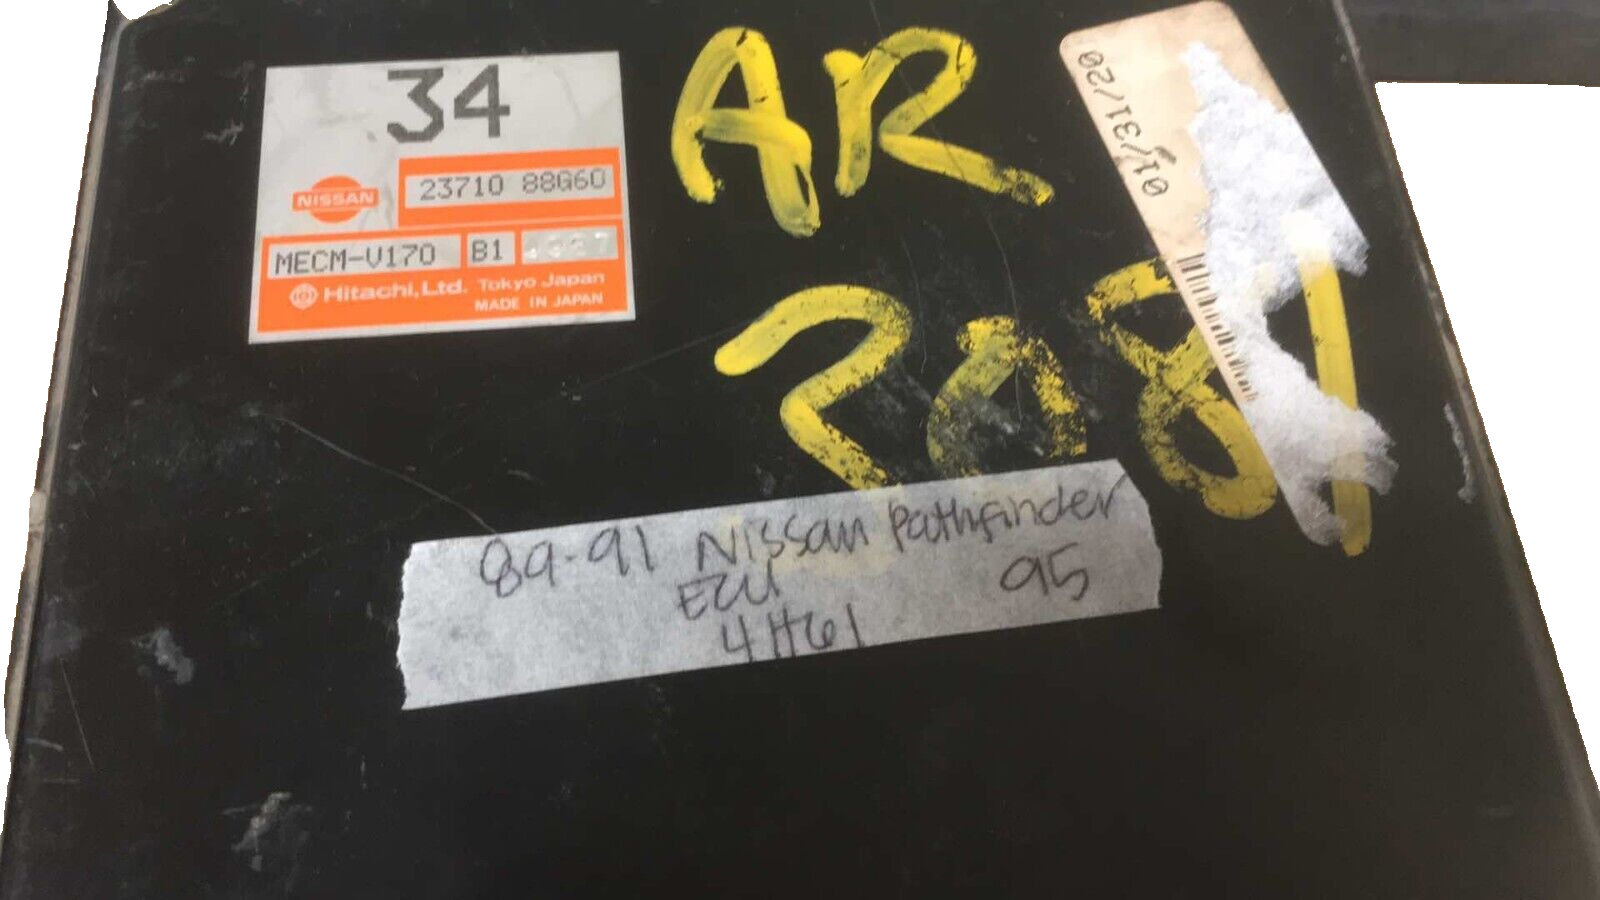 34
NISSAN
23710 88G60
MECM-V170 B1
Hitachi, Ltd. Tokyo Japan
MADE IN JAPAN
AR
2081
01/31/20
89-91 Nissan Pathfinder
ECU 95
4H61